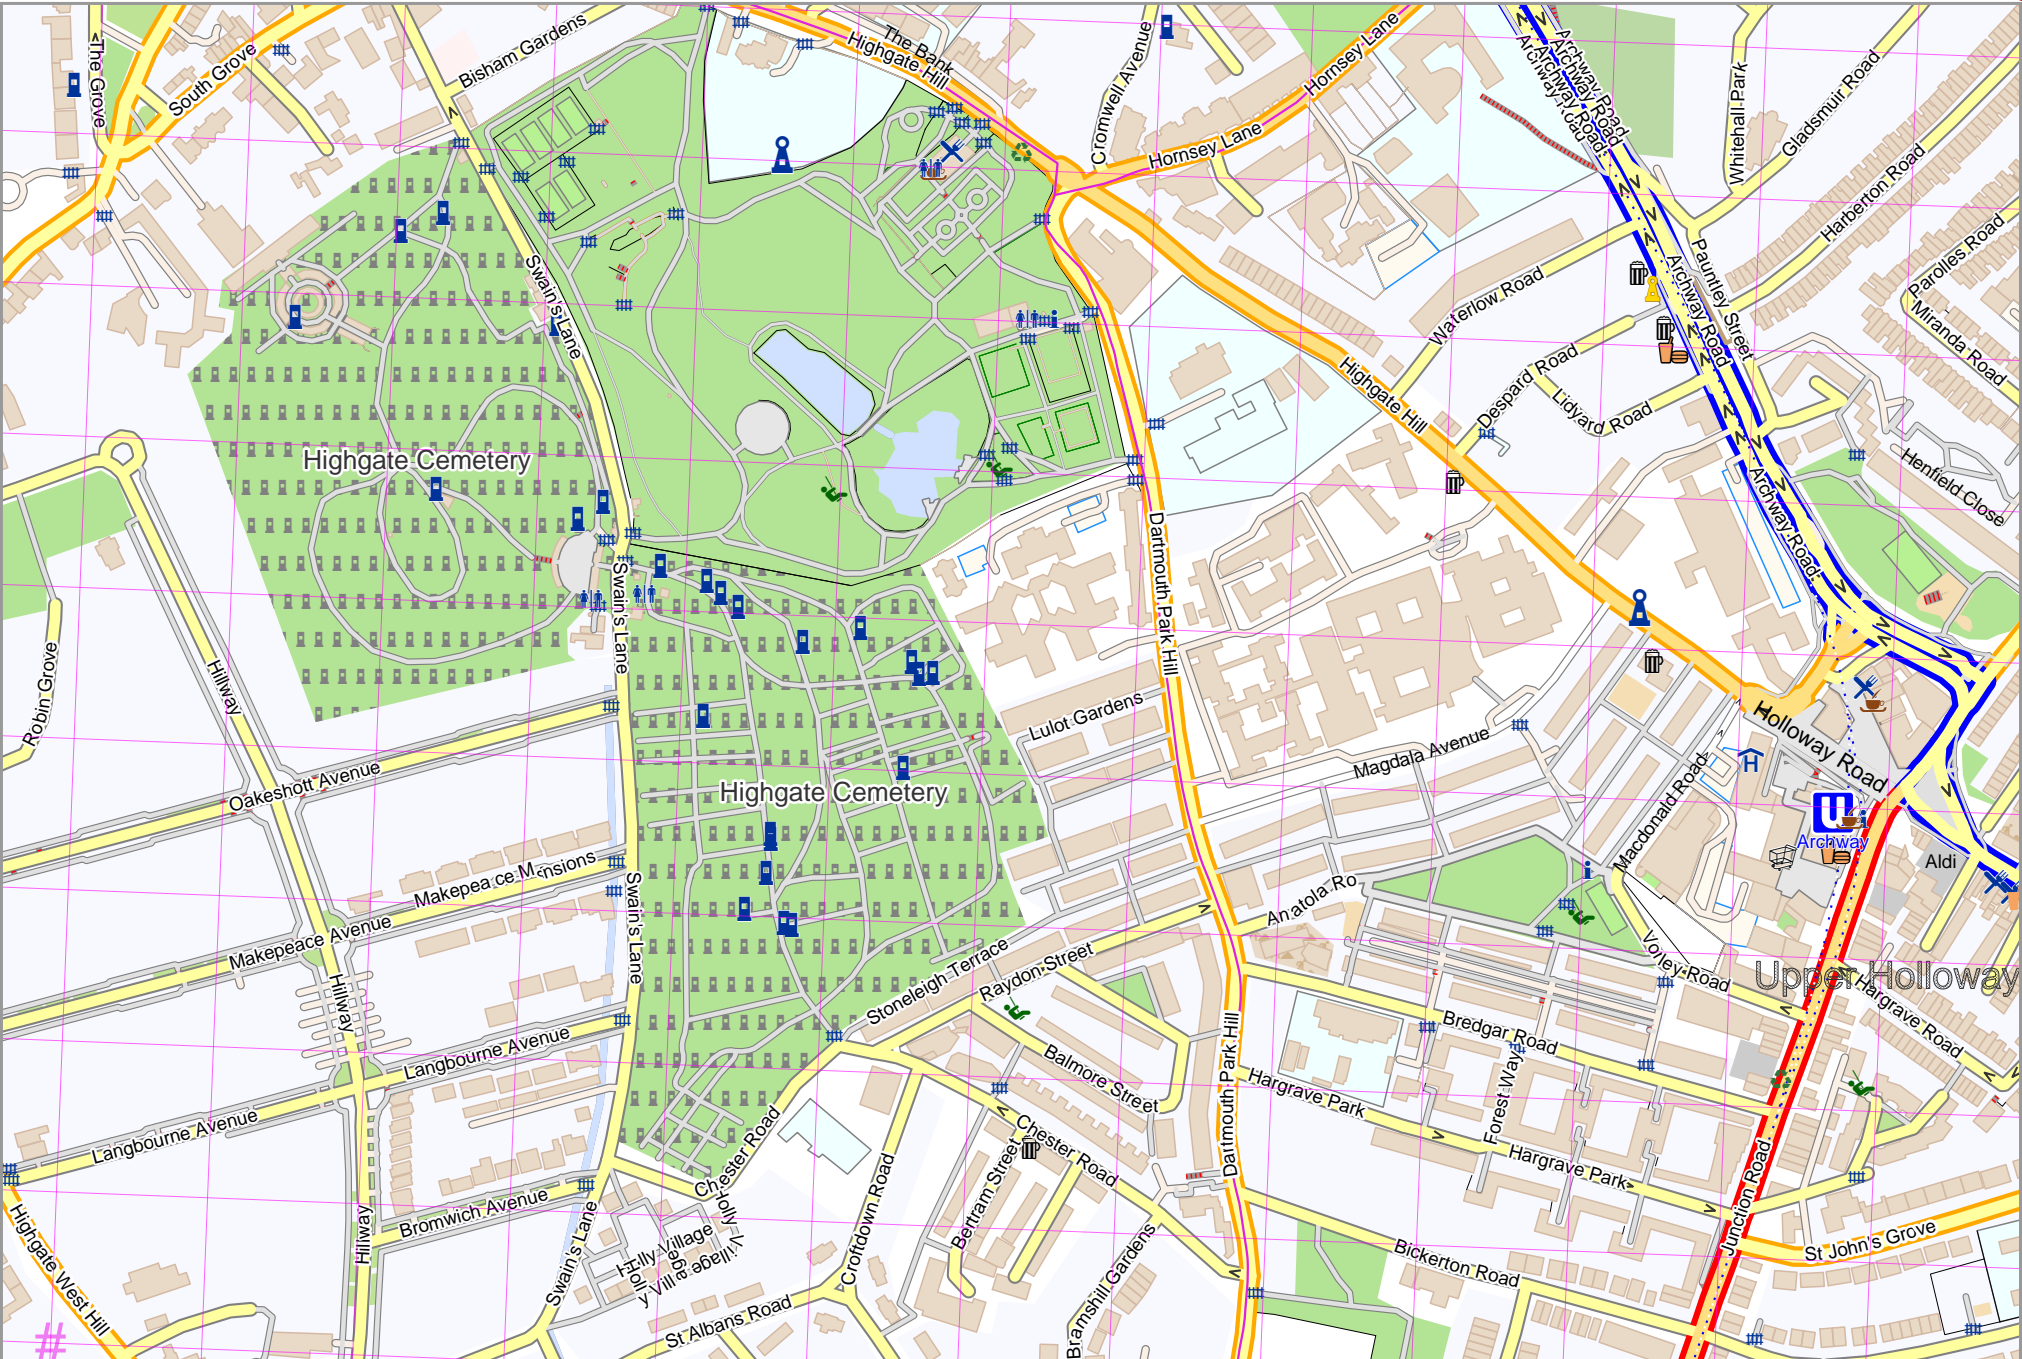 The Grove
South Grove
Bisham Gardens
The Bank
Highgate Hill
Cromwell Avenue
Hornsey Lane
Hornsey Lane
Archway Road
Archway Road
Archway Road
Archway Road
Whitehall Park
Gladsmuir Road
Harberton Road
Parolles Road
Miranda Road
Pauntley Street
Archway Road
Waterlow Road
Despard Road
Lidyard Road
Highgate Hill
Swain's Lane
Highgate Cemetery
Henfield Close
Archway Road
Dartmouth Park Hill
Swain's Lane
Robin Grove
Hillway
Lulot Gardens
Magdala Avenue
Macdonald Road
Holloway Road
H
U
Archway
Aldi
Oakeshott Avenue
Highgate Cemetery
Makepeace Avenue
Swain's Lane
Anatola Ro
Vorley Road
Upper Holloway
Hargrave Road
Stoneleigh Terrace
Raydon Street
Hillway
Langbourne Avenue
Langbourne Avenue
Balmore Street
Dartmouth Park Hill
Bredgar Road
Forest Way
Hargrave Park
Hargrave Park
Junction Road
St John's Grove
Chester Road
Chester Road
Bertram Street
Croftdown Road
Bromwich Avenue
Hillway
Swain's Lane
Holly Village
St Albans Road
Bramshill Gardens
Bickerton Road
Highgate West Hill
#